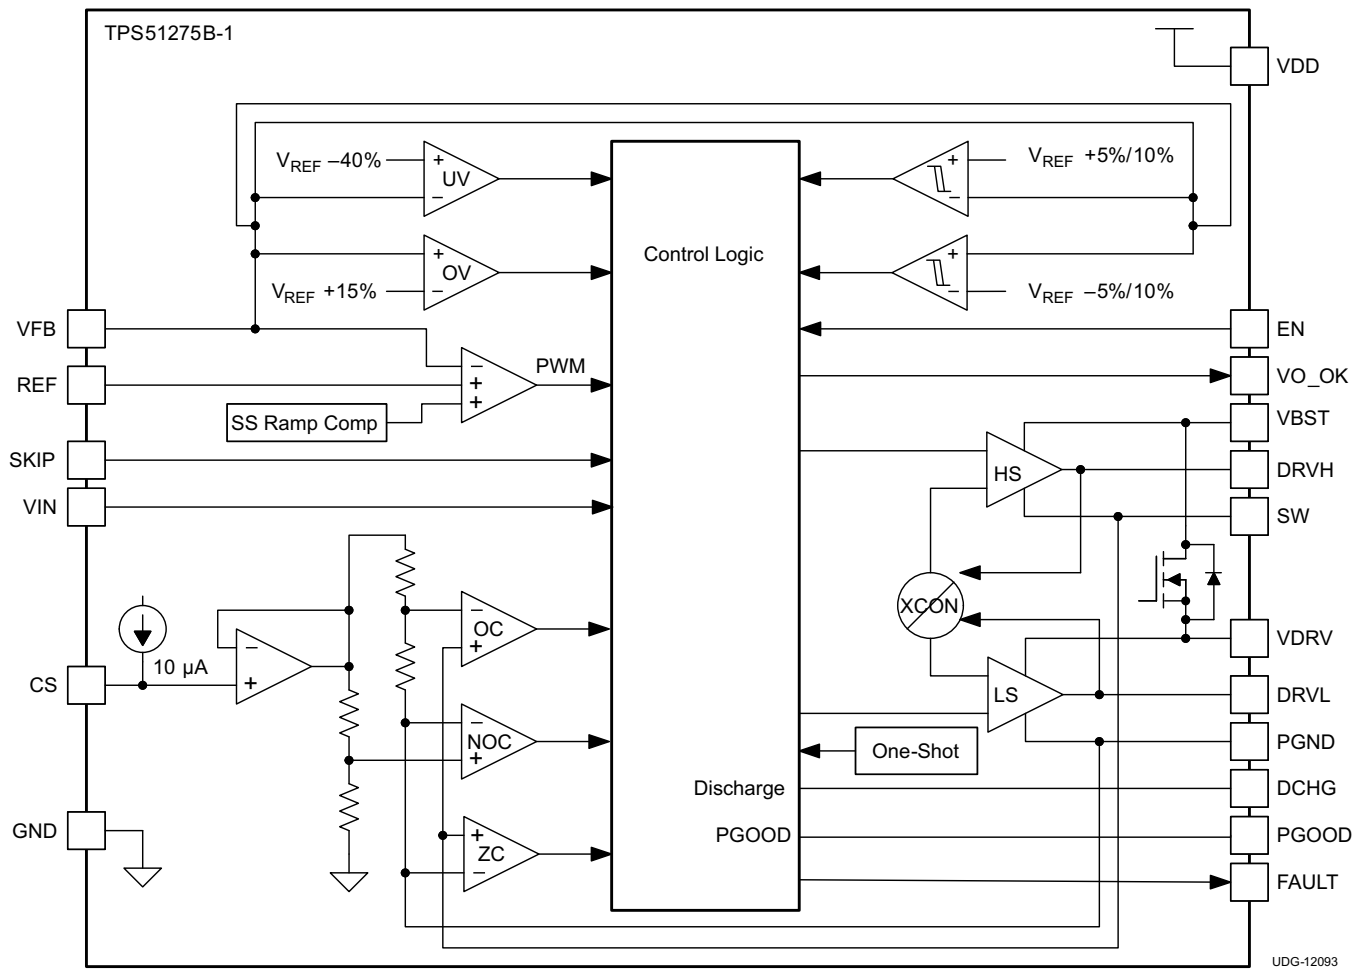 TPS51275B-1
VDD
V_REF –40%
+
UV
–
+
V_REF +5%/10%
–
+
OV
–
V_REF +15%
Control Logic
+
–
V_REF –5%/10%
VFB
EN
–
PWM
REF
+
+
VO_OK
SS Ramp Comp
VBST
SKIP
HS
DRVH
VIN
SW
–
OC
+
XCON
10 µA
–
+
CS
VDRV
LS
DRVL
–
NOC
+
PGND
One-Shot
Discharge
DCHG
GND
+
ZC
–
PGOOD
PGOOD
FAULT
UDG-12093